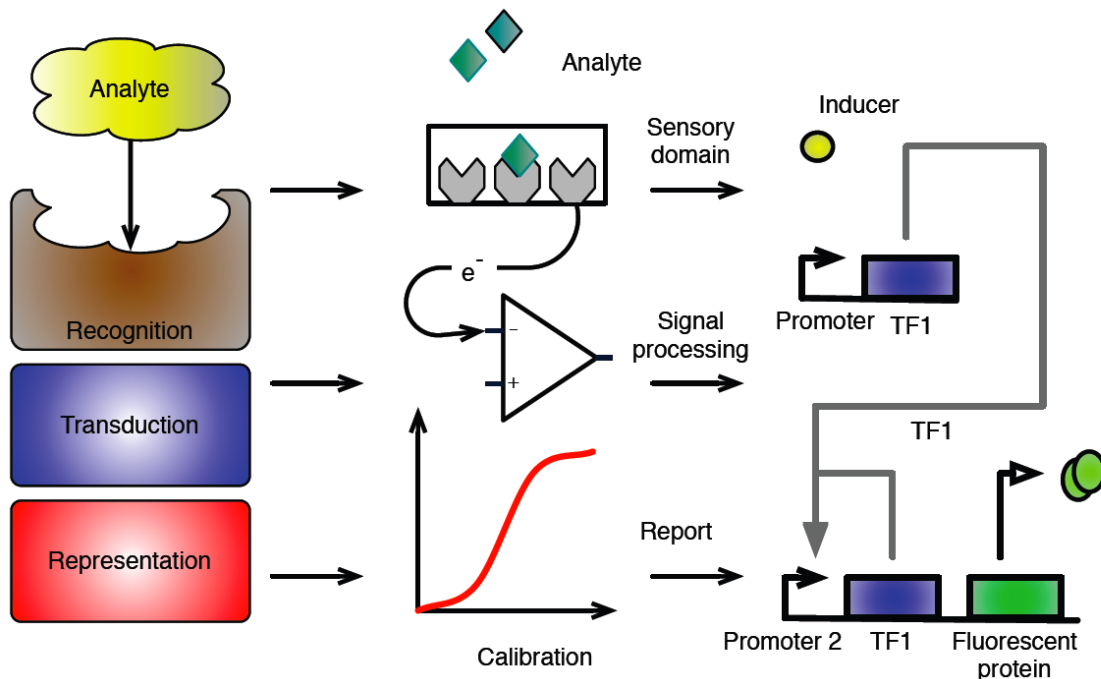 Analyte
Recognition
Transduction
Representation
Analyte
e-
−
+
Calibration
Sensory
domain
Signal
processing
Report
Inducer
Promoter
TF1
TF1
Promoter 2
TF1
Fluorescent
protein